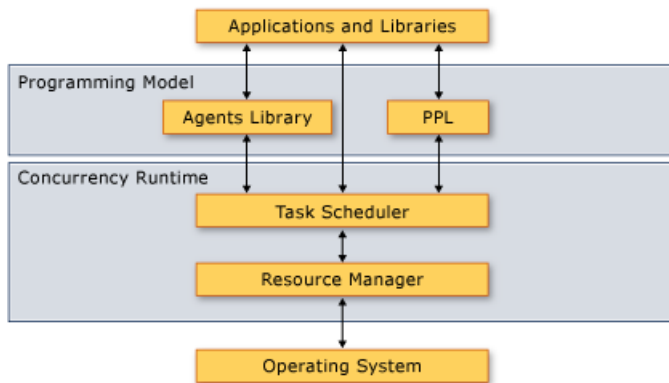 Applications and Libraries
Programming Model
Agents Library
PPL
Concurrency Runtime
Task Scheduler
Resource Manager
Operating System